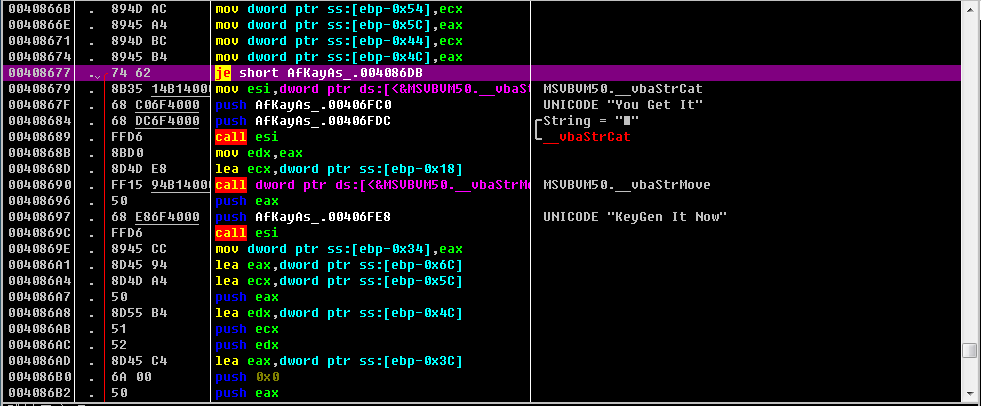 0040866B . 894D AC mov dword ptr ss:[ebp-0x54],ecx
0040866E . 8945 A4 mov dword ptr ss:[ebp-0x5C],eax
00408671 . 894D BC mov dword ptr ss:[ebp-0x44],ecx
00408674 . 8945 B4 mov dword ptr ss:[ebp-0x4C],eax
00408677 . 74 62 je short AfKayAs_.004086DB
00408679 . 8B35 14B14000 mov esi,dword ptr ds:[<&MSVBVM50.__vbaStrCat MSVBVM50.__vbaStrCat
0040867F . 68 C06F4000 push AfKayAs_.00406FC0 UNICODE "You Get It"
00408684 . 68 DC6F4000 push AfKayAs_.00406FDC String = "■"
00408689 . FFD6 call esi __vbaStrCat
0040868B . 8BD0 mov edx,eax
0040868D . 8D4D E8 lea ecx,dword ptr ss:[ebp-0x18]
00408690 . FF15 94B14000 call dword ptr ds:[<&MSVBVM50.__vbaStrMo MSVBVM50.__vbaStrMove
00408696 . 50 push eax
00408697 . 68 E86F4000 push AfKayAs_.00406FE8 UNICODE "KeyGen It Now"
0040869C . FFD6 call esi
0040869E . 8945 CC mov dword ptr ss:[ebp-0x34],eax
004086A1 . 8D45 94 lea eax,dword ptr ss:[ebp-0x6C]
004086A4 . 8D4D A4 lea ecx,dword ptr ss:[ebp-0x5C]
004086A7 . 50 push eax
004086A8 . 8D55 B4 lea edx,dword ptr ss:[ebp-0x4C]
004086AB . 51 push ecx
004086AC . 52 push edx
004086AD . 8D45 C4 lea eax,dword ptr ss:[ebp-0x3C]
004086B0 . 6A 00 push 0x0
004086B2 . 50 push eax